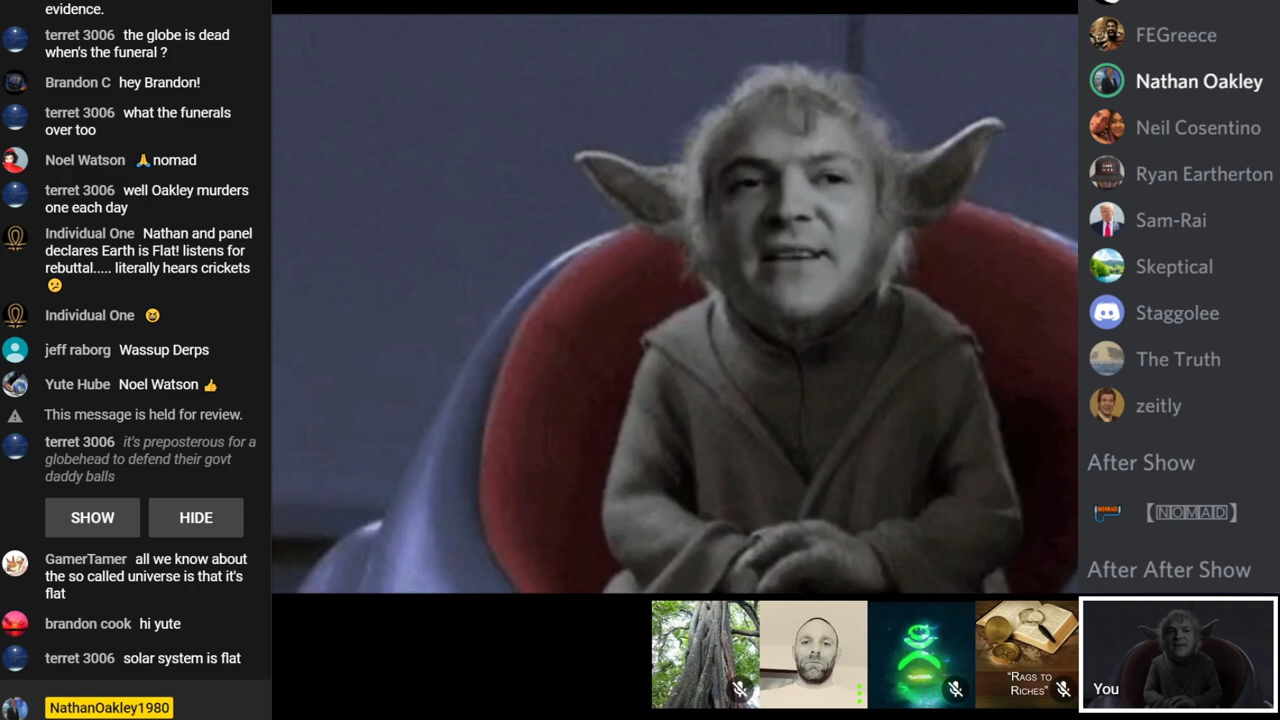 evidence.
terret 3006 the globe is dead
when's the funeral ?
Brandon C hey Brandon!
terret 3006 what the funerals
over too
Noel Watson 🙏nomad
terret 3006 well Oakley murders
one each day
Individual One Nathan and panel
declares Earth is Flat! listens for
rebuttal..... literally hears crickets
😕
Individual One 😆
jeff raborg Wassup Derps
Yute Hube Noel Watson 👍
This message is held for review.
terret 3006 it's preposterous for a
globehead to defend their govt
daddy balls
SHOW HIDE
GamerTamer all we know about
the so called universe is that it's
flat
brandon cook hi yute
terret 3006 solar system is flat
NathanOakley1980
"RAGS TO
RICHES"
You
FEGreece
Nathan Oakley
Neil Cosentino
Ryan Eartherton
Sam-Rai
Skeptical
Staggolee
The Truth
zeitly
After Show
NOMAD
【🄽🄾🄼🄰🄳】
After After Show